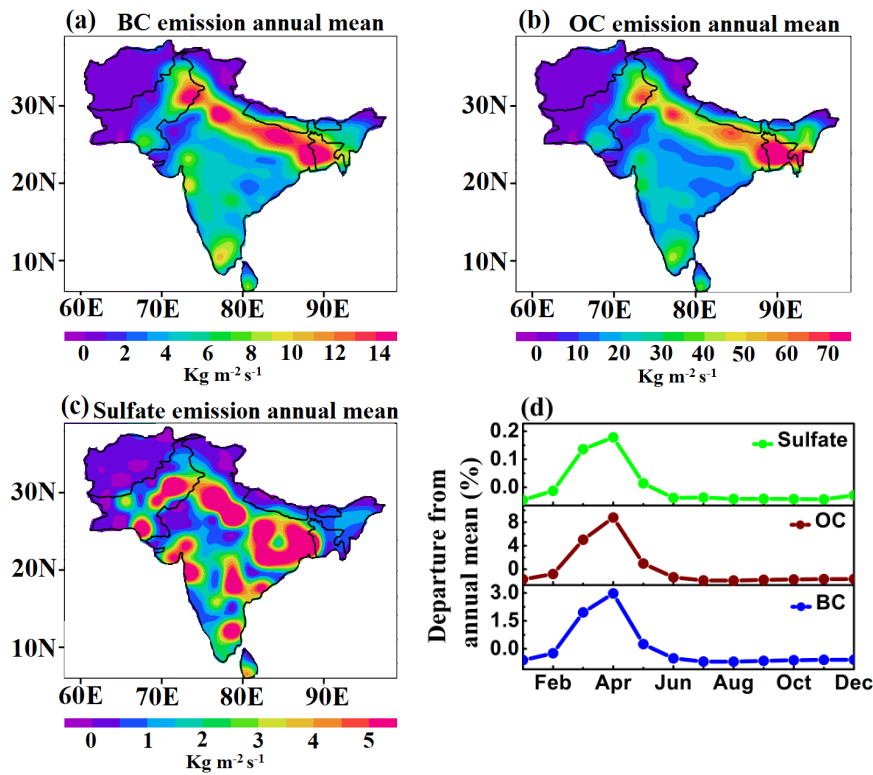 (a) BC emission annual mean
30N
20N
10N
60E 70E 80E 90E
0 2 4 6 8 10 12 14
Kg m⁻² s⁻¹
(b) OC emission annual mean
30N
20N
10N
60E 70E 80E 90E
0 10 20 30 40 50 60 70
Kg m⁻² s⁻¹
(c) Sulfate emission annual mean
30N
20N
10N
60E 70E 80E 90E
0 1 2 3 4 5
Kg m⁻² s⁻¹
(d)
Departure from
annual mean (%)
0.2
0.1
0.0
Sulfate
8
4
0
OC
3.0
1.5
0.0
BC
Feb Apr Jun Aug Oct Dec